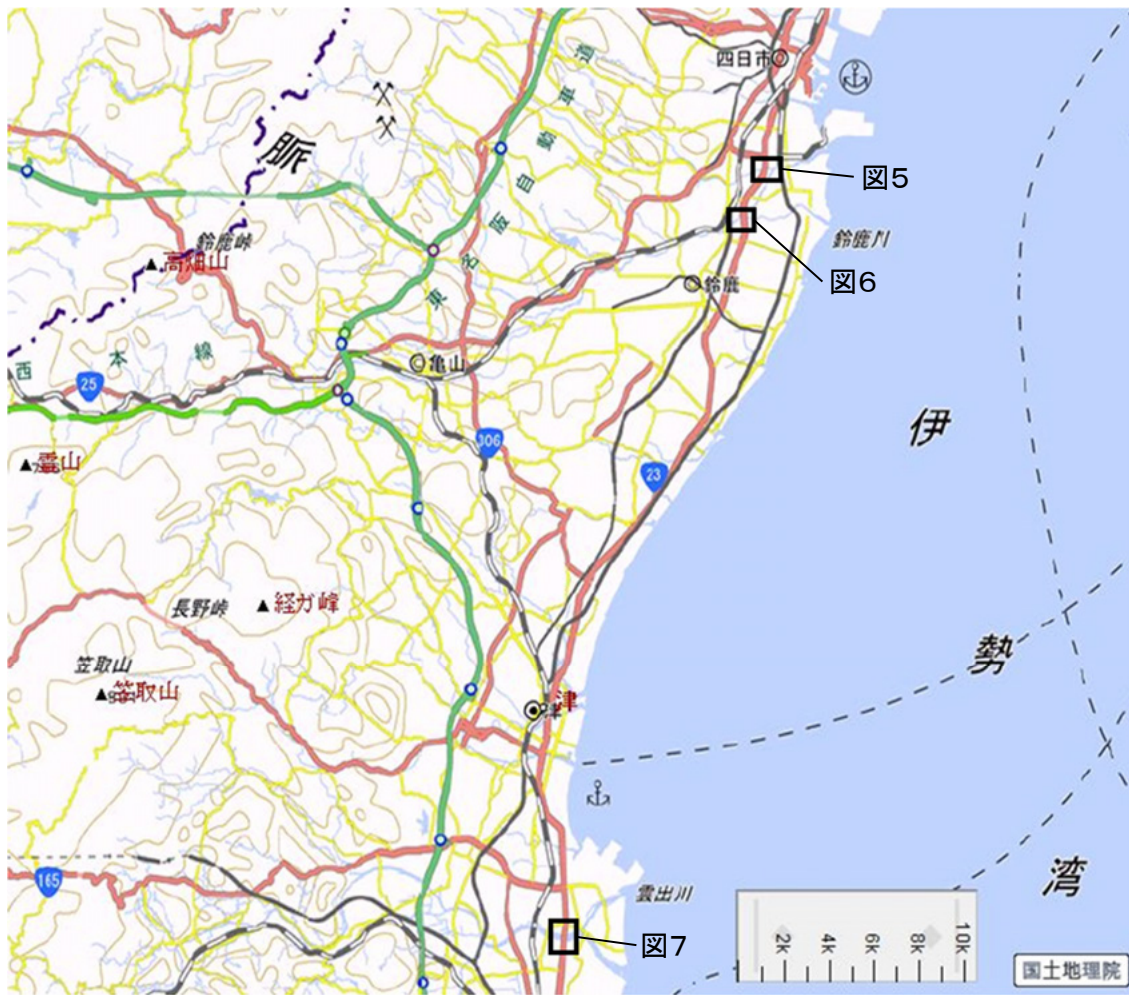 四日市
脈
東名阪自動車道
図5
鈴鹿峠
高畑山
鈴鹿川
鈴鹿
図6
西本線
亀山
25
306
伊
霊山
23
長野峠
経ガ峰
笠取山
笠取山
勢
津
津
165
雲出川
湾
図7
2k
4k
6k
8k
10k
国土地理院